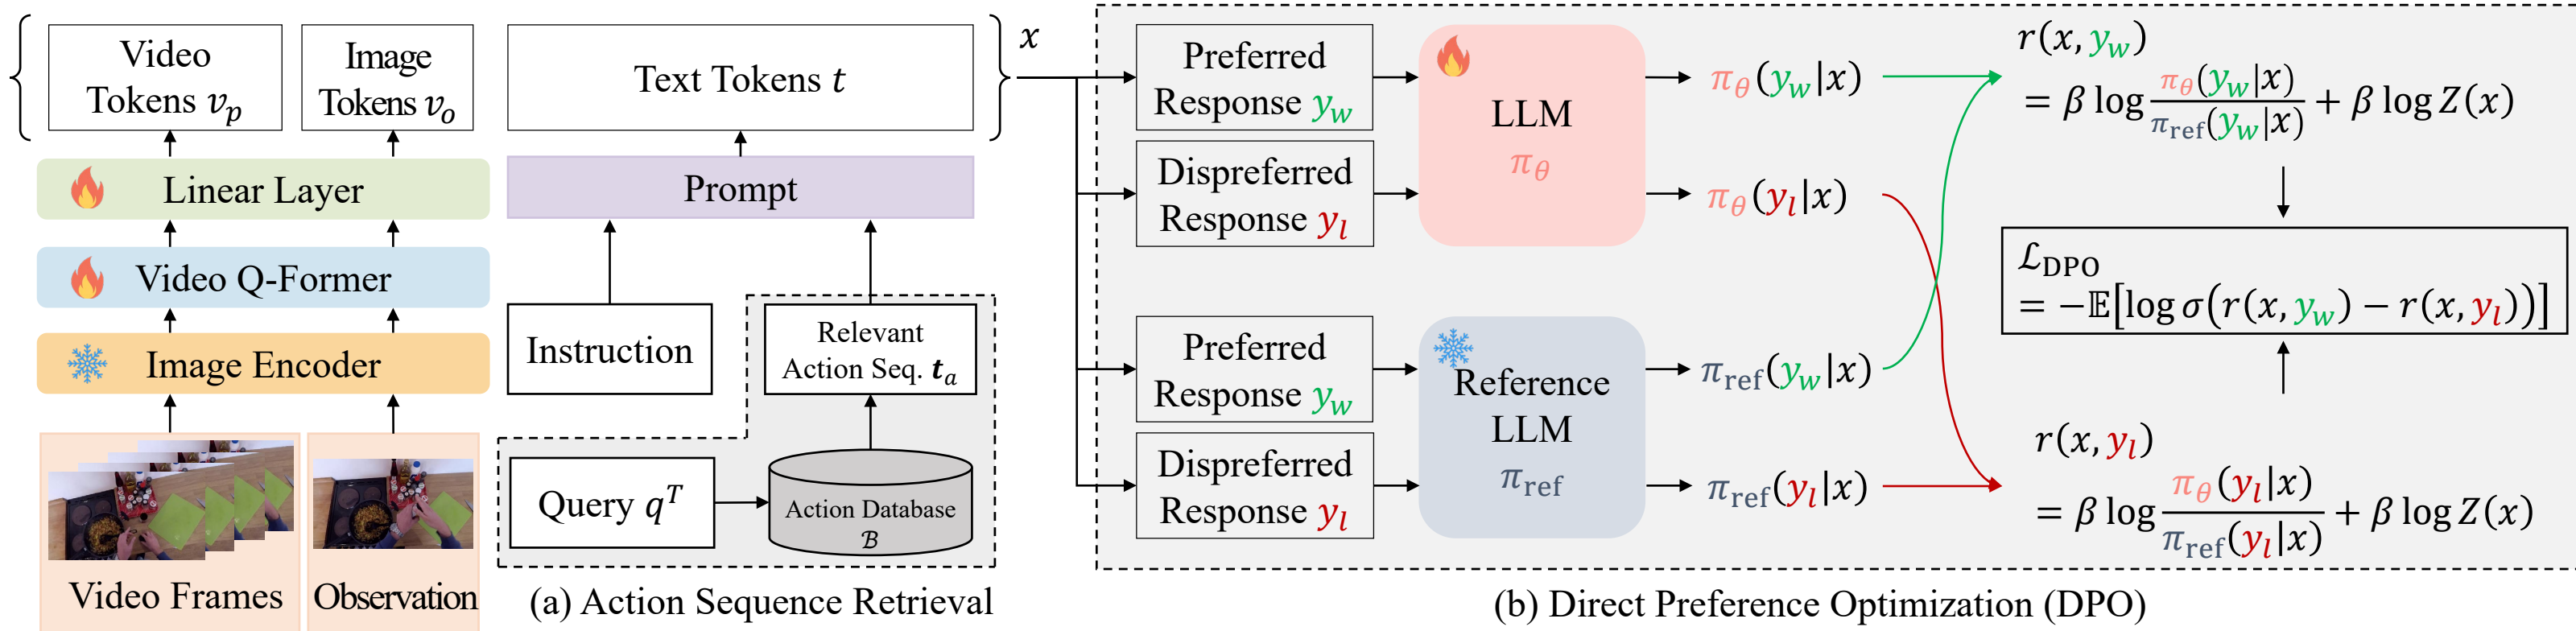 Video
Tokens v_p
Image
Tokens v_o
Text Tokens t
x
Linear Layer
Prompt
Video Q-Former
Image Encoder
Instruction
Relevant
Action Seq. t_a
Query q^T
Action Database
ℬ
Video Frames
Observation
(a) Action Sequence Retrieval
Preferred
Response y_w
Dispreferred
Response y_l
LLM
π_θ
π_θ(y_w|x)
π_θ(y_l|x)
Preferred
Response y_w
Dispreferred
Response y_l
Reference
LLM
π_ref
π_ref(y_w|x)
π_ref(y_l|x)
r(x, y_w)
= β log π_θ(y_w|x) / π_ref(y_w|x) + β log Z(x)
ℒ_DPO
= −𝔼[log σ(r(x, y_w) − r(x, y_l))]
r(x, y_l)
= β log π_θ(y_l|x) / π_ref(y_l|x) + β log Z(x)
(b) Direct Preference Optimization (DPO)